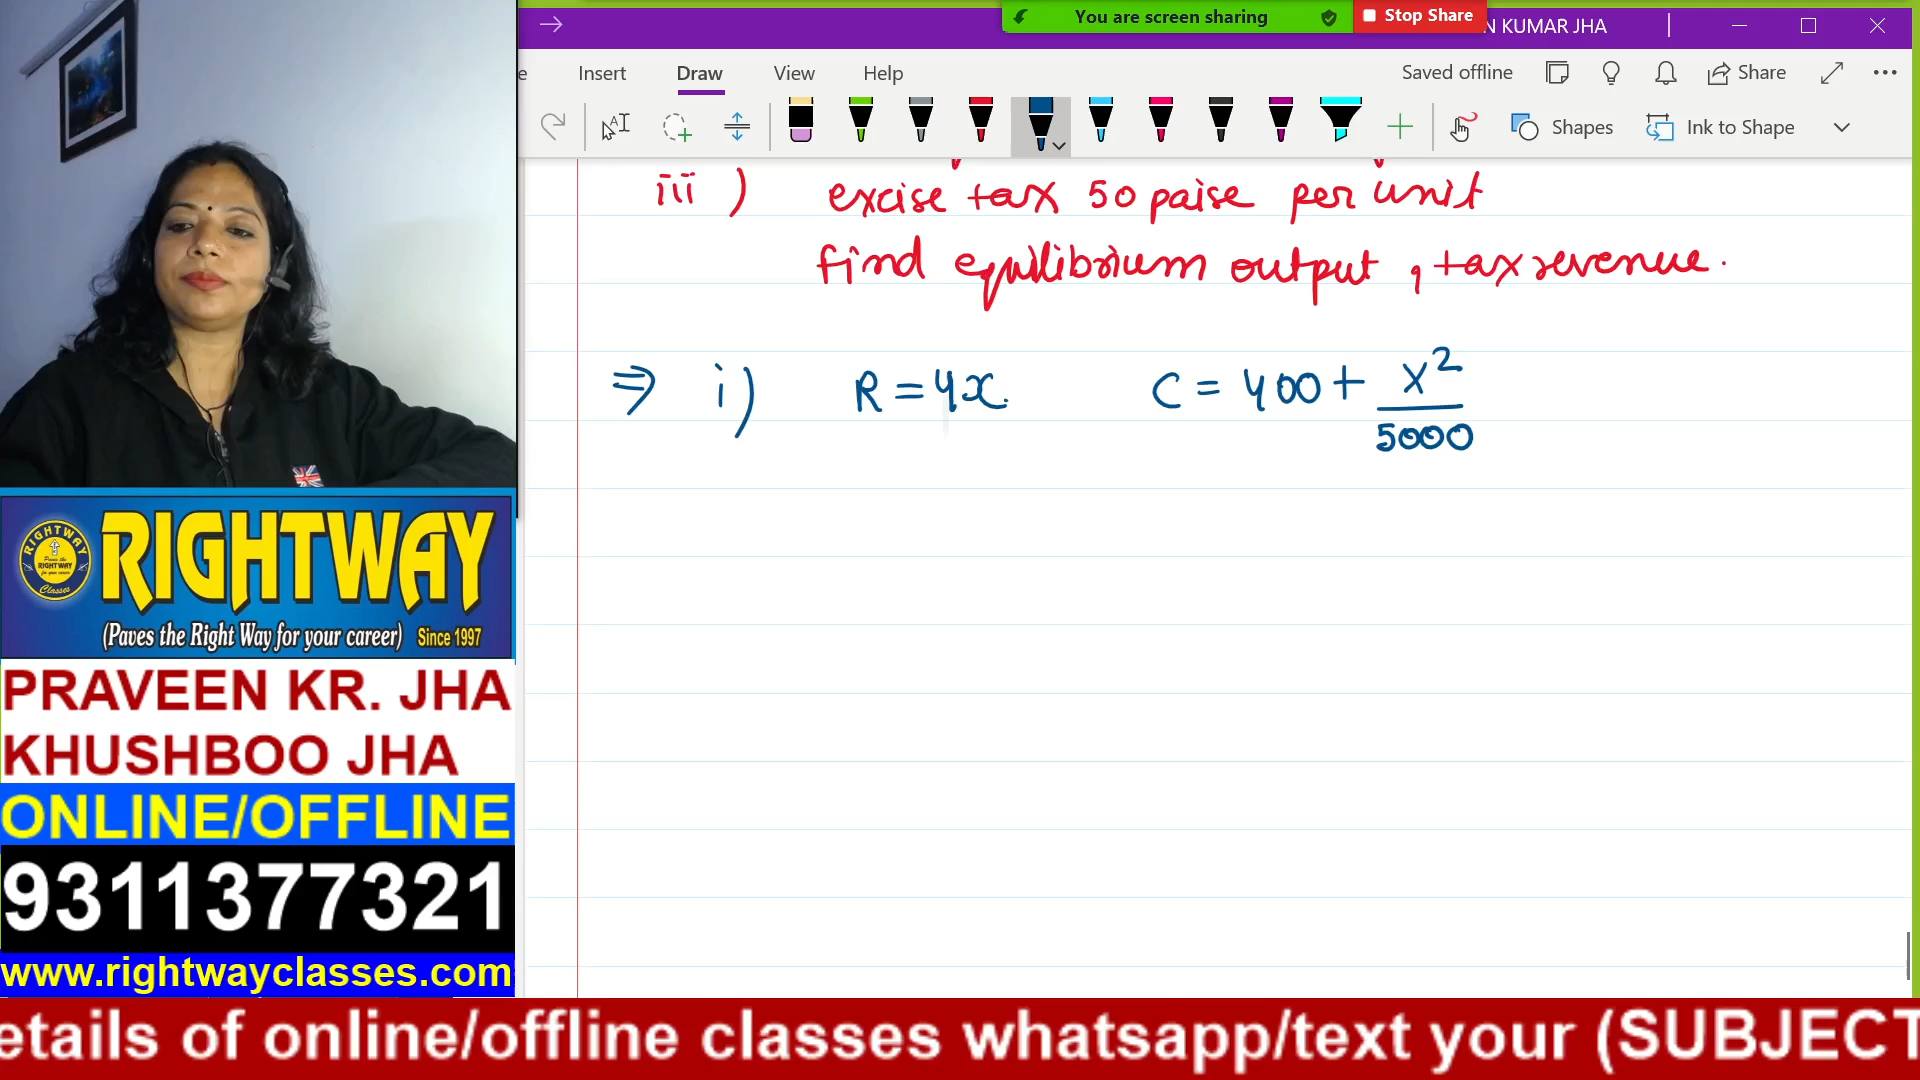 You are screen sharing
Stop Share
N KUMAR JHA
Insert
Draw
View
Help
Saved offline
Share
Shapes
Ink to Shape
iii) excise tax 50 paise per unit
find equilibrium output, tax revenue.
⇒ i) R = 4x. C = 400 + x²/5000
RIGHTWAY
Classes
RIGHTWAY
(Paves the Right Way for your career) Since 1997
PRAVEEN KR. JHA
KHUSHBOO JHA
ONLINE/OFFLINE
9311377321
www.rightwayclasses.com
etails of online/offline classes whatsapp/text your (SUBJECT